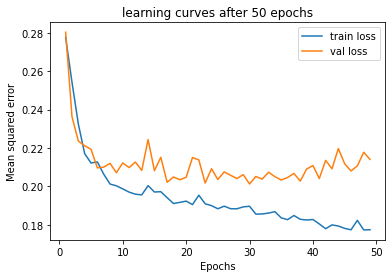 learning curves after 50 epochs
train loss
val loss
0.28
0.26
0.24
0.22
0.20
0.18
Mean squared error
0
10
20
30
40
50
Epochs